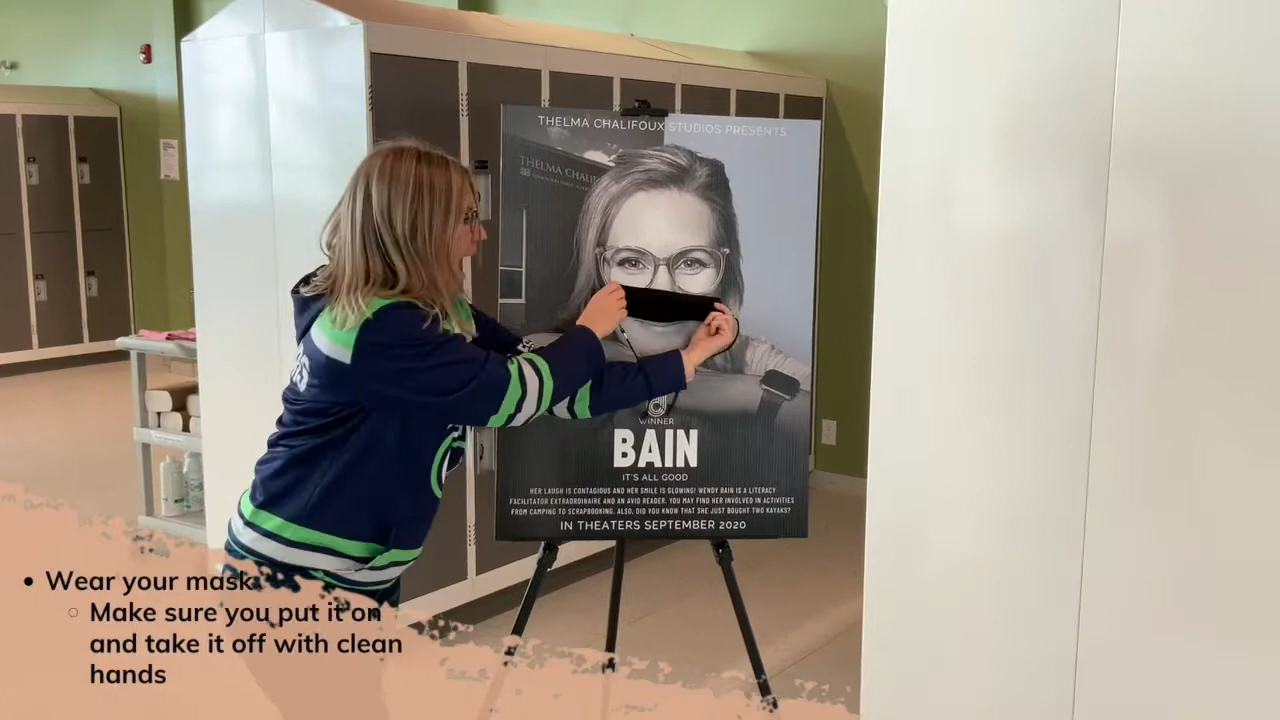 THELMA CHALIFOUX STUDIOS PRESENTS
THELMA CHALIF
WINNER
BAIN
IT'S ALL GOOD
HER LAUGH IS CONTAGIOUS AND HER SMILE IS GLOWING! WENDY BAIN IS A LITERACY
FACILITATOR EXTRAORDINAIRE AND AN AVID READER. YOU MAY FIND HER INVOLVED IN ACTIVITIES
FROM CAMPING TO SCRAPBOOKING. ALSO, DID YOU KNOW THAT SHE JUST BOUGHT TWO KAYAKS?
IN THEATERS SEPTEMBER 2020
• Wear your mask
○ Make sure you put it on
and take it off with clean
hands